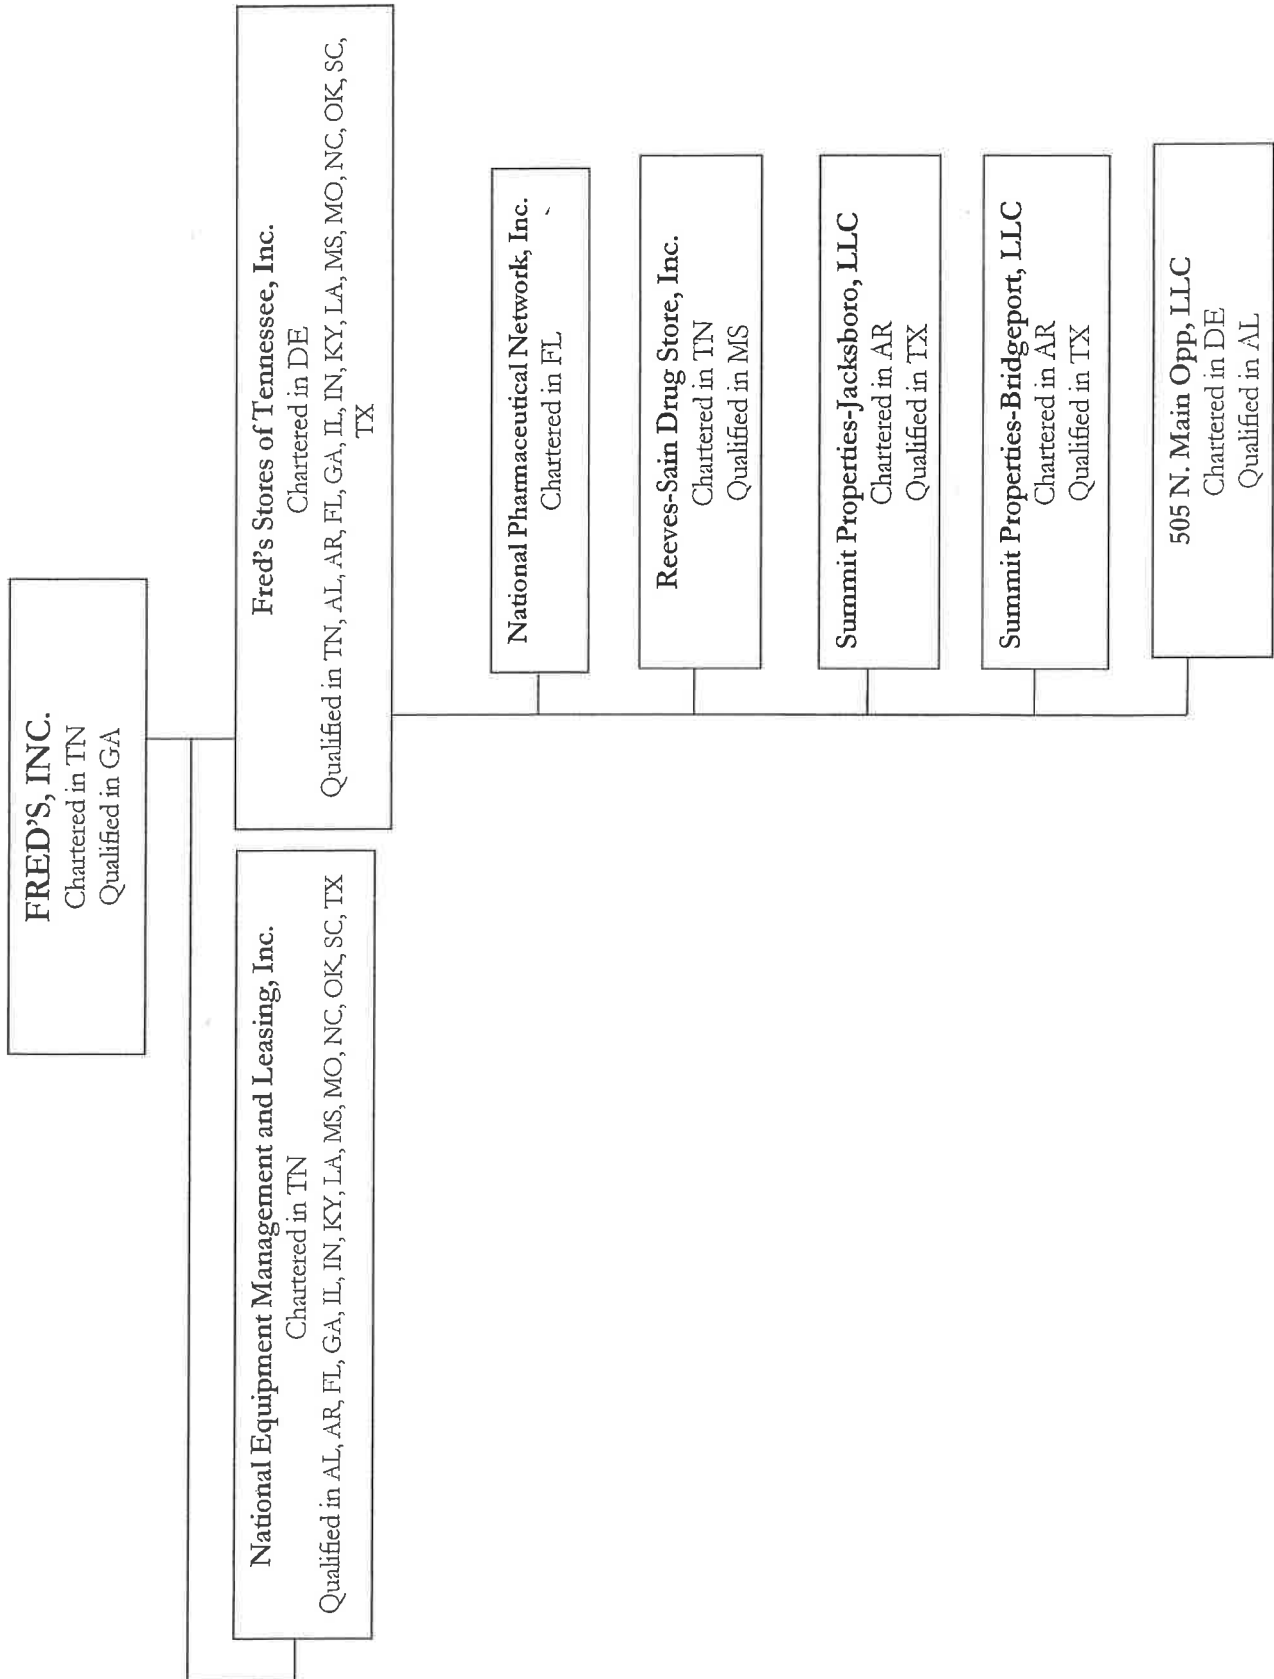 FRED'S, INC.
Chartered in TN
Qualified in GA
National Equipment Management and Leasing, Inc.
Chartered in TN
Qualified in AL, AR, FL, GA, IL, IN, KY, LA, MS, MO, NC, OK, SC, TX
Fred's Stores of Tennessee, Inc.
Chartered in DE
Qualified in TN, AL, AR, FL, GA, IL, IN, KY, LA, MS, MO, NC, OK, SC,
TX
National Pharmaceutical Network, Inc.
Chartered in FL
Reeves-Sain Drug Store, Inc.
Chartered in TN
Qualified in MS
Summit Properties-Jacksboro, LLC
Chartered in AR
Qualified in TX
Summit Properties-Bridgeport, LLC
Chartered in AR
Qualified in TX
505 N. Main Opp, LLC
Chartered in DE
Qualified in AL